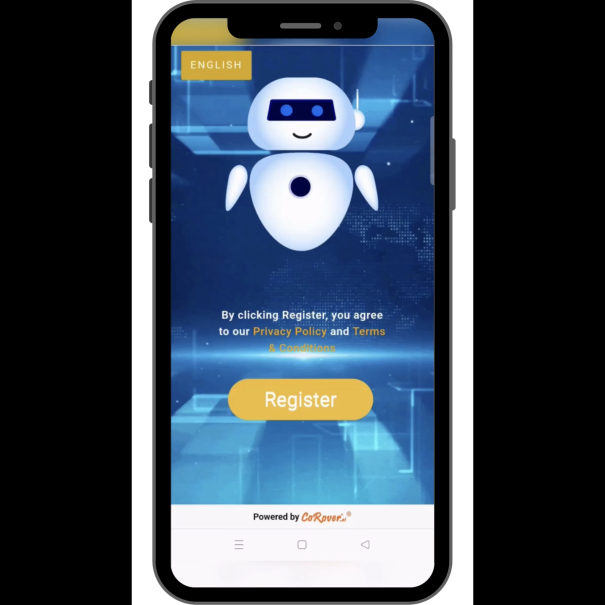 ENGLISH
By clicking Register, you agree
to our Privacy Policy and Terms
& Conditions
Register
Powered by CoRover.ai®